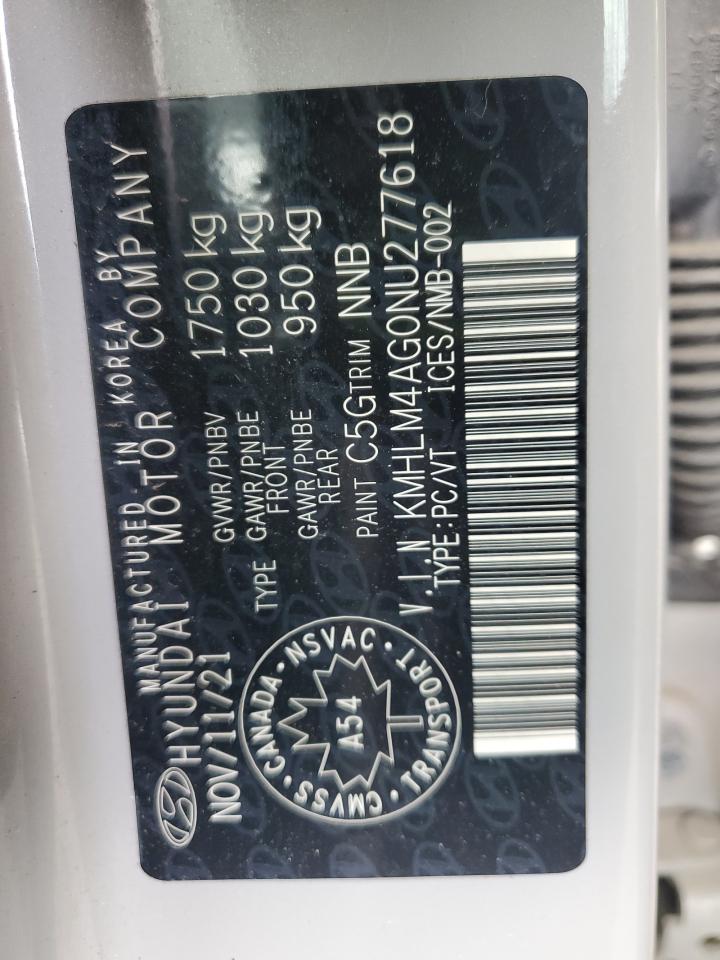 MANUFACTURED IN KOREA BY
HYUNDAI MOTOR COMPANY
NOV/11/21
GVWR/PNBV 1750 kg
TYPE GAWR/PNBE FRONT 1030 kg
GAWR/PNBE REAR 950 kg
PAINT C5G TRIM NNB
V.I.N KMHLM4AG0NU277618
TYPE:PC/VT ICES/NMB-002
CANADA · NSVAC · TRANSPORT · CMVSS ·
A54